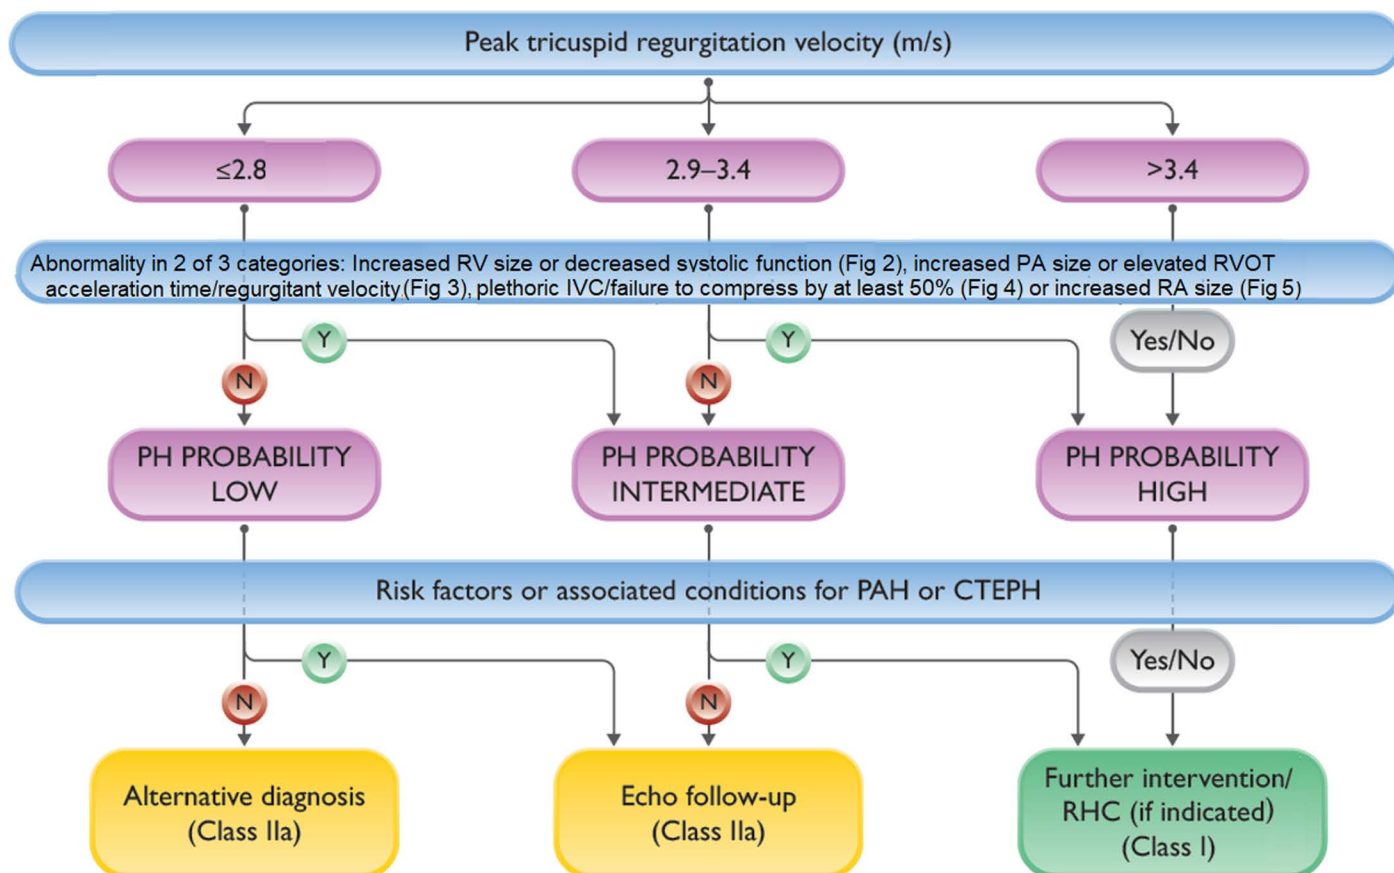 Peak tricuspid regurgitation velocity (m/s)
≤2.8
2.9–3.4
>3.4
Abnormality in 2 of 3 categories: Increased RV size or decreased systolic function (Fig 2), increased PA size or elevated RVOT
acceleration time/regurgitant velocity (Fig 3), plethoric IVC/failure to compress by at least 50% (Fig 4) or increased RA size (Fig 5)
Y
Y
Yes/No
N
N
PH PROBABILITY
LOW
PH PROBABILITY
INTERMEDIATE
PH PROBABILITY
HIGH
Risk factors or associated conditions for PAH or CTEPH
Y
Y
Yes/No
N
N
Alternative diagnosis
(Class IIa)
Echo follow-up
(Class IIa)
Further intervention/
RHC (if indicated)
(Class I)